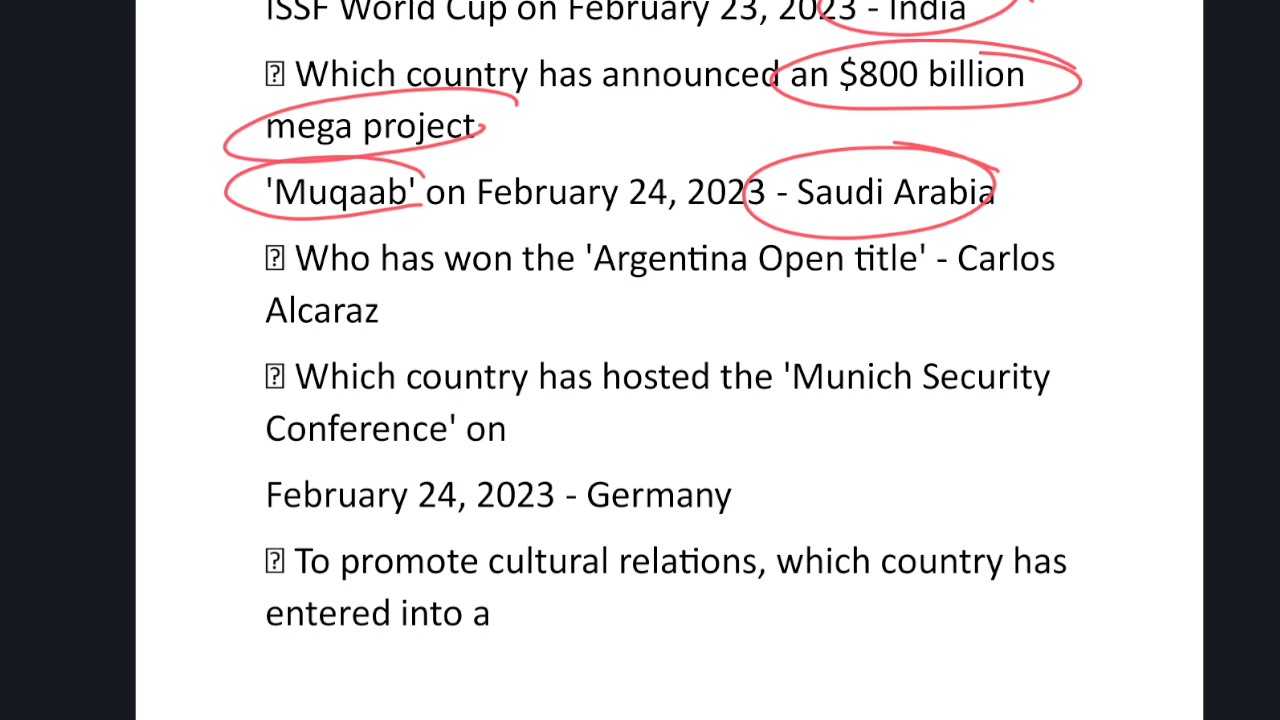 ISSF World Cup on February 23, 2023 - India
Which country has announced an $800 billion
mega project
'Muqaab' on February 24, 2023 - Saudi Arabia
Who has won the 'Argentina Open title' - Carlos
Alcaraz
Which country has hosted the 'Munich Security
Conference' on
February 24, 2023 - Germany
To promote cultural relations, which country has
entered into a